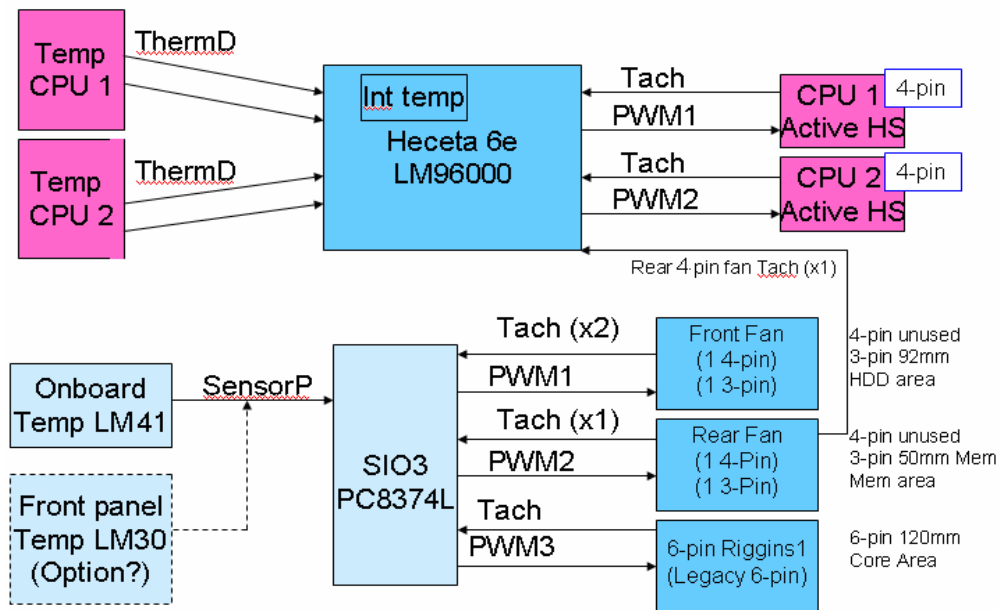 Temp
CPU 1
ThermD
Int temp
Heceta 6e
LM96000
Tach
PWM1
CPU 1
Active HS
4-pin
Temp
CPU 2
ThermD
Tach
PWM2
CPU 2
Active HS
4-pin
Rear 4-pin fan Tach (x1)
Onboard
Temp LM41
SensorP
Front panel
Temp LM30
(Option?)
SIO3
PC8374L
Tach (x2)
PWM1
Front Fan
(1 4-pin)
(1 3-pin)
4-pin unused
3-pin 92mm
HDD area
Tach (x1)
PWM2
Rear Fan
(1 4-Pin)
(1 3-Pin)
4-pin unused
3-pin 50mm Mem
Mem area
Tach
PWM3
6-pin Riggins1
(Legacy 6-pin)
6-pin 120mm
Core Area